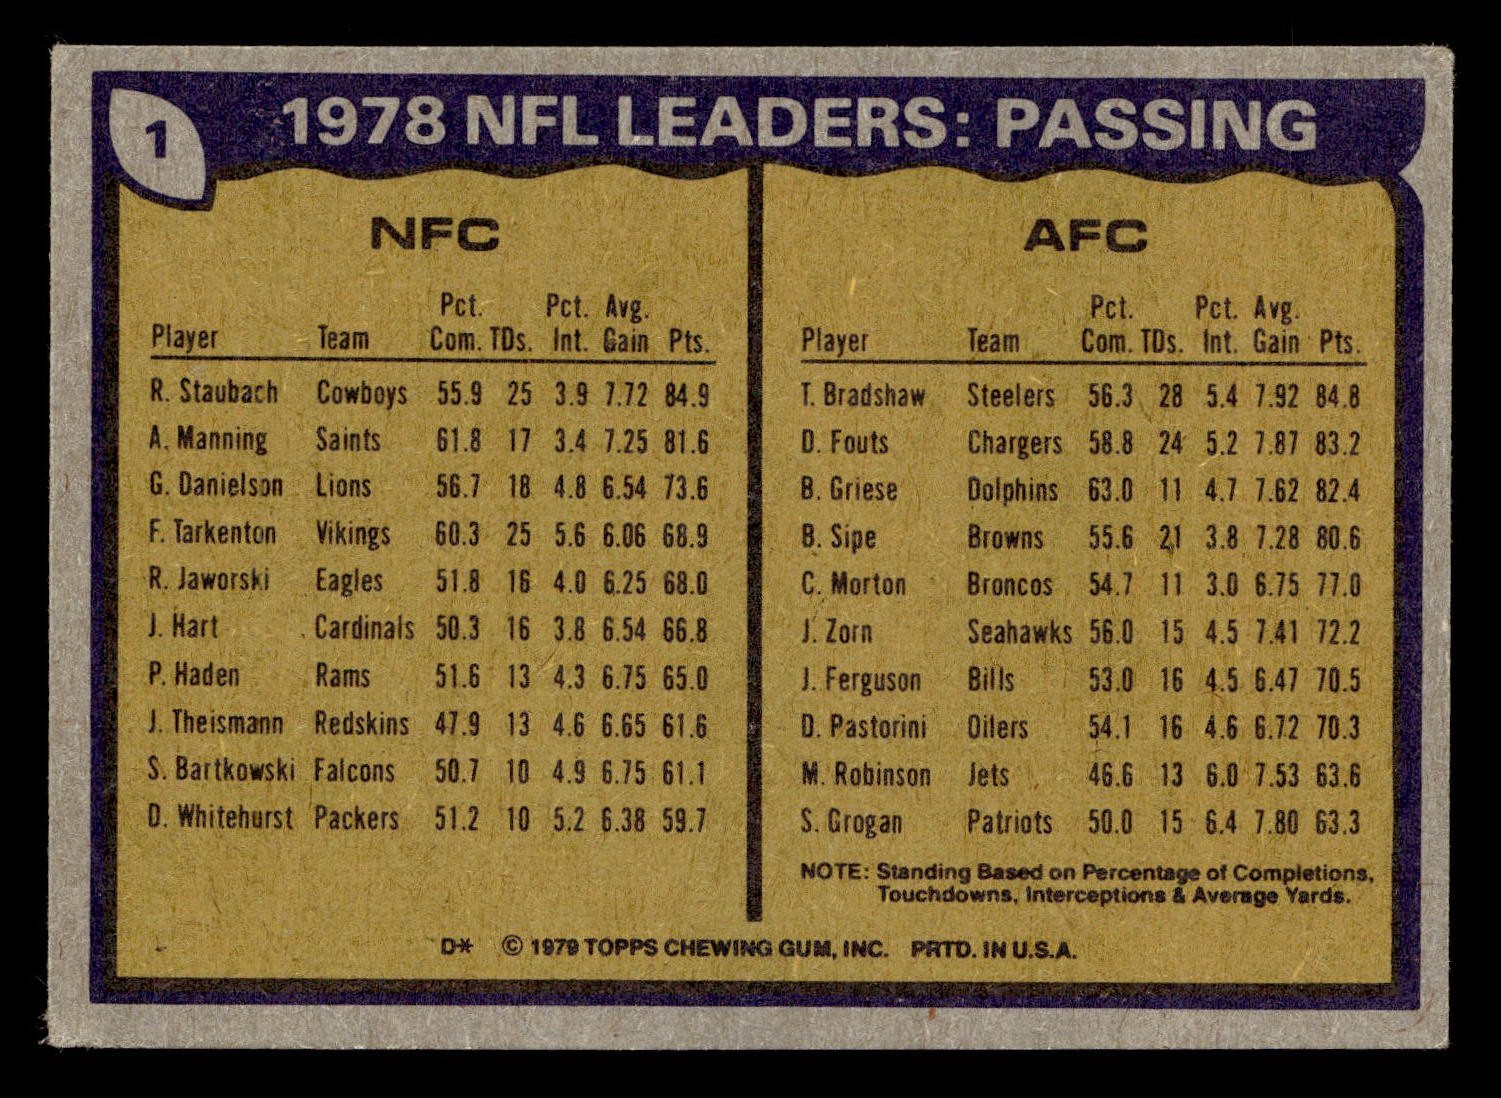 1
1978 NFL LEADERS: PASSING
NFC
Pct. Pct. Avg.
Player Team Com. TDs. Int. Gain Pts.
R. Staubach Cowboys 55.9 25 3.9 7.72 84.9
A. Manning Saints 61.8 17 3.4 7.25 81.6
G. Danielson Lions 56.7 18 4.8 6.54 73.6
F. Tarkenton Vikings 60.3 25 5.6 6.06 68.9
R. Jaworski Eagles 51.8 16 4.0 6.25 68.0
J. Hart Cardinals 50.3 16 3.8 6.54 66.8
P. Haden Rams 51.6 13 4.3 6.75 65.0
J. Theismann Redskins 47.9 13 4.6 6.65 61.6
S. Bartkowski Falcons 50.7 10 4.9 6.75 61.1
D. Whitehurst Packers 51.2 10 5.2 6.38 59.7
AFC
Pct. Pct. Avg.
Player Team Com. TDs. Int. Gain Pts.
T. Bradshaw Steelers 56.3 28 5.4 7.92 84.8
D. Fouts Chargers 58.8 24 5.2 7.87 83.2
B. Griese Dolphins 63.0 11 4.7 7.62 82.4
B. Sipe Browns 55.6 21 3.8 7.28 80.6
C. Morton Broncos 54.7 11 3.0 6.75 77.0
J. Zorn Seahawks 56.0 15 4.5 7.41 72.2
J. Ferguson Bills 53.0 16 4.5 6.47 70.5
D. Pastorini Oilers 54.1 16 4.6 6.72 70.3
M. Robinson Jets 46.6 13 6.0 7.53 63.6
S. Grogan Patriots 50.0 15 6.4 7.80 63.3
NOTE: Standing Based on Percentage of Completions,
Touchdowns, Interceptions & Average Yards.
D* © 1979 TOPPS CHEWING GUM, INC. PRTD. IN U.S.A.